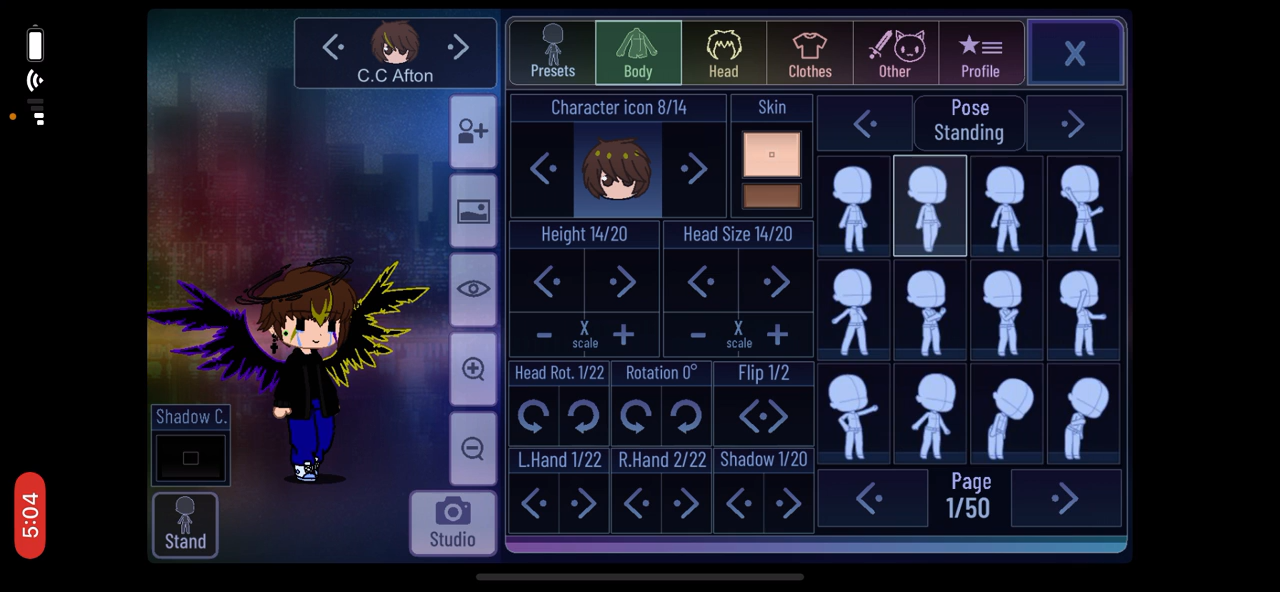 5:04
C.C Afton
Presets
Body
Head
Clothes
Other
Profile
X
Character icon 8/14
Skin
Pose
Standing
Height 14/20
Head Size 14/20
X
scale
X
scale
Head Rot. 1/22
Rotation 0°
Flip 1/2
L.Hand 1/22
R.Hand 2/22
Shadow 1/20
Page
1/50
Shadow C.
Stand
Studio